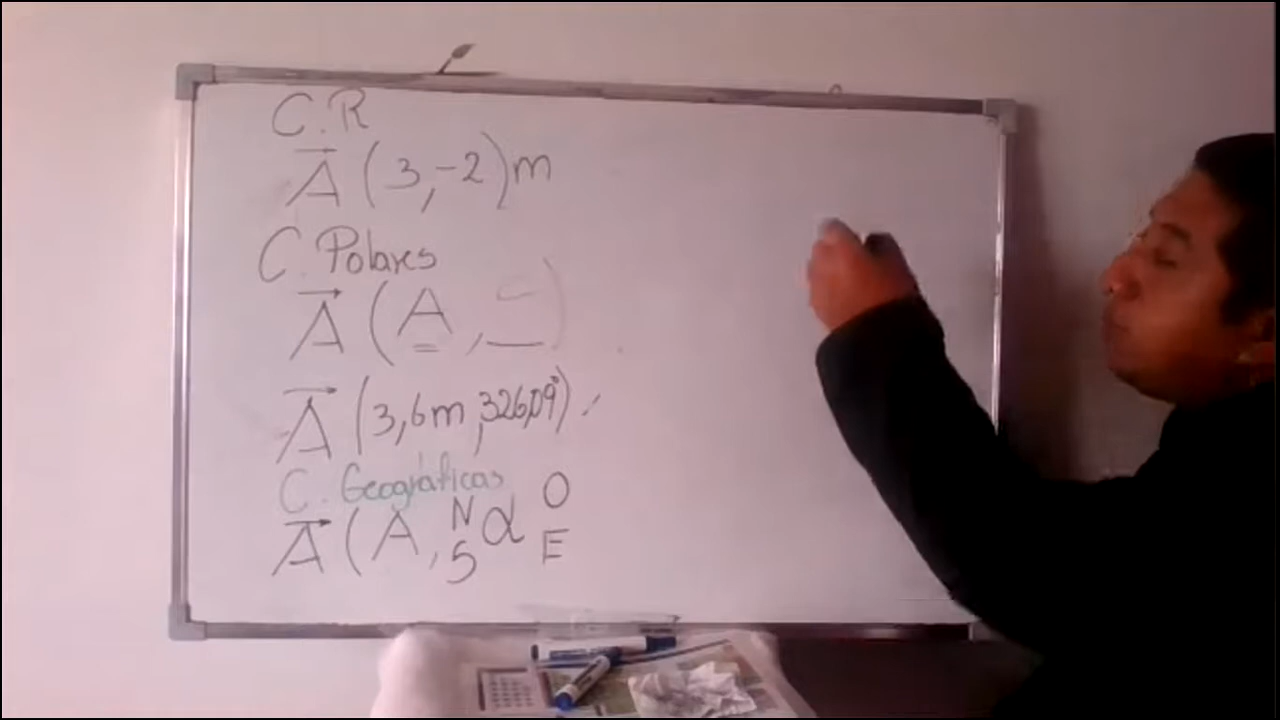 C.R
A (3,-2)m
C. Polares
A (A, )
A (3,6m,326,09°)
C. Geográficas
A (A, N S α O E